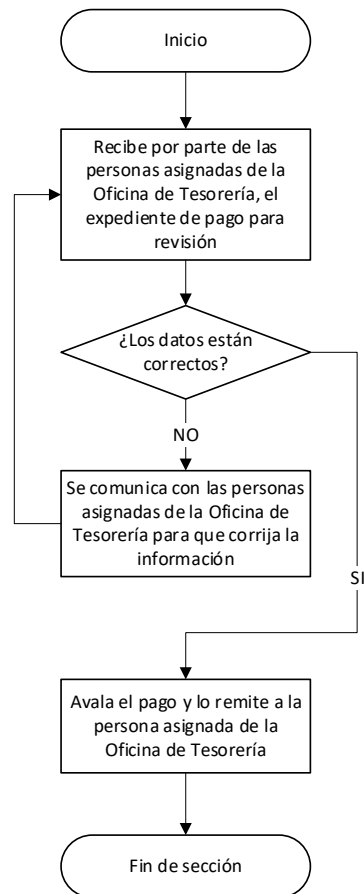 Inicio
Recibe por parte de las
personas asignadas de la
Oficina de Tesorería, el
expediente de pago para
revisión
¿Los datos están
correctos?
NO
Se comunica con las personas
asignadas de la Oficina de
Tesorería para que corrija la
información
SI
Avala el pago y lo remite a la
persona asignada de la
Oficina de Tesorería
Fin de sección